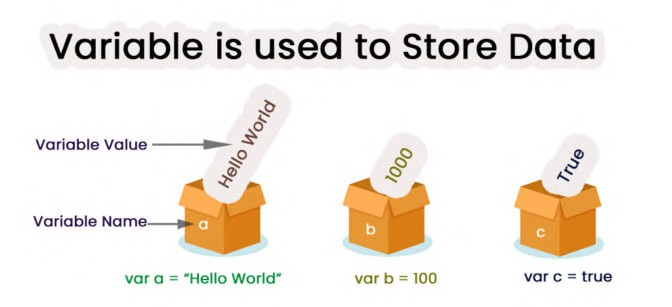 Variable is used to Store Data
Variable Value
Hello World
1000
True
Variable Name
a
b
c
var a = “Hello World”
var b = 100
var c = true